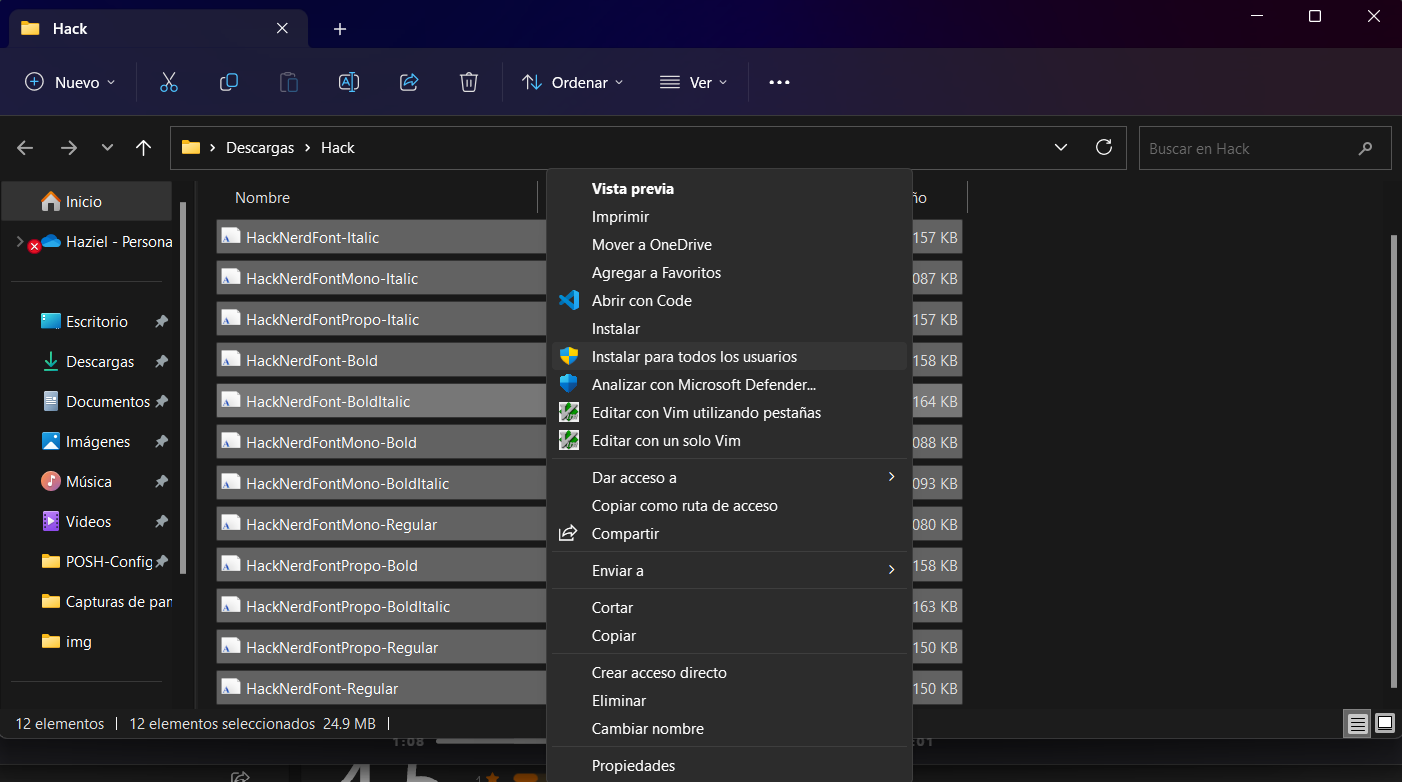 Hack
Nuevo
Ordenar
Ver
Descargas
Hack
Buscar en Hack
Inicio
Haziel - Persona
Escritorio
Descargas
Documentos
Imágenes
Música
Videos
POSH-Config
Capturas de pan
img
Nombre
ño
HackNerdFont-Italic
157 KB
HackNerdFontMono-Italic
087 KB
HackNerdFontPropo-Italic
157 KB
HackNerdFont-Bold
158 KB
HackNerdFont-BoldItalic
164 KB
HackNerdFontMono-Bold
088 KB
HackNerdFontMono-BoldItalic
093 KB
HackNerdFontMono-Regular
080 KB
HackNerdFontPropo-Bold
158 KB
HackNerdFontPropo-BoldItalic
163 KB
HackNerdFontPropo-Regular
150 KB
HackNerdFont-Regular
150 KB
Vista previa
Imprimir
Mover a OneDrive
Agregar a Favoritos
Abrir con Code
Instalar
Instalar para todos los usuarios
Analizar con Microsoft Defender...
Editar con Vim utilizando pestañas
Editar con un solo Vim
Dar acceso a
Copiar como ruta de acceso
Compartir
Enviar a
Cortar
Copiar
Crear acceso directo
Eliminar
Cambiar nombre
Propiedades
12 elementos
12 elementos seleccionados 24.9 MB
1:08
:01